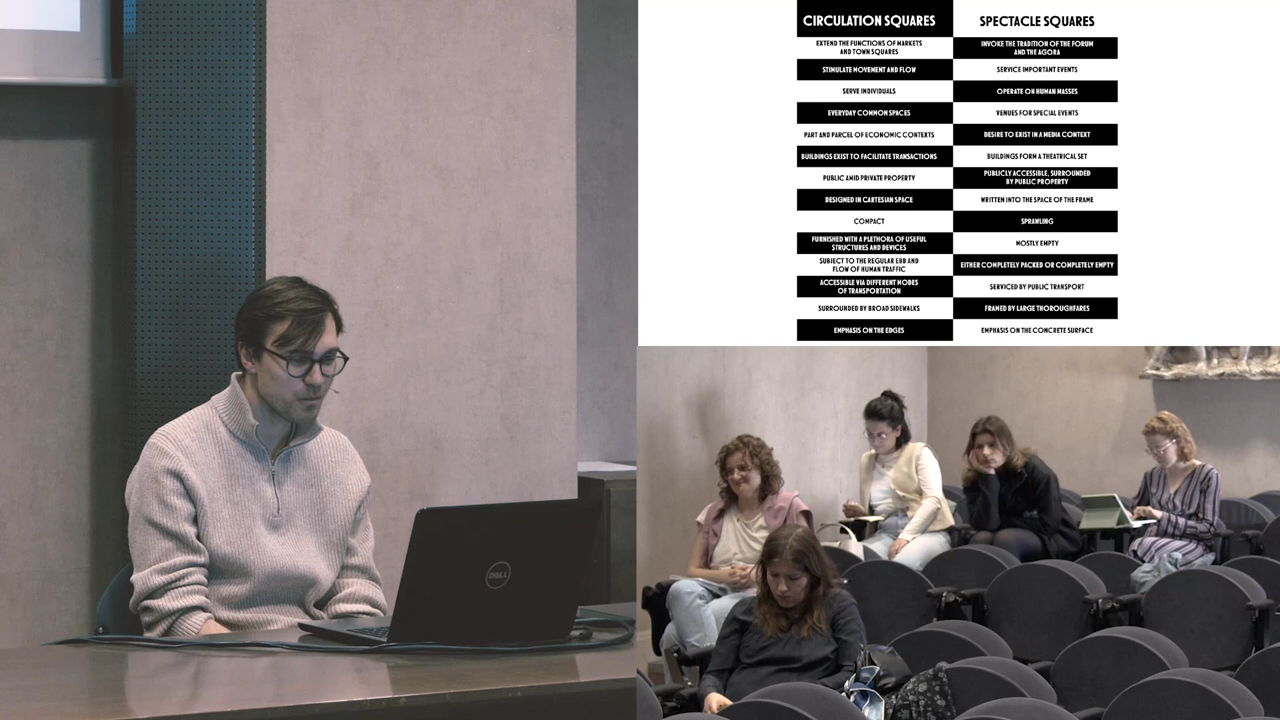 CIRCULATION SQUARES
SPECTACLE SQUARES
EXTEND THE FUNCTIONS OF MARKETS
AND TOWN SQUARES
INVOKE THE TRADITION OF THE FORUM
AND THE AGORA
STIMULATE MOVEMENT AND FLOW
SERVICE IMPORTANT EVENTS
SERVE INDIVIDUALS
OPERATE ON HUMAN MASSES
EVERYDAY COMMON SPACES
VENUES FOR SPECIAL EVENTS
PART AND PARCEL OF ECONOMIC CONTEXTS
DESIRE TO EXIST IN A MEDIA CONTEXT
BUILDINGS EXIST TO FACILITATE TRANSACTIONS
BUILDINGS FORM A THEATRICAL SET
PUBLIC AMID PRIVATE PROPERTY
PUBLICLY ACCESSIBLE, SURROUNDED
BY PUBLIC PROPERTY
DESIGNED IN CARTESIAN SPACE
WRITTEN INTO THE SPACE OF THE FRAME
COMPACT
SPRAWLING
FURNISHED WITH A PLETHORA OF USEFUL
STRUCTURES AND DEVICES
MOSTLY EMPTY
SUBJECT TO THE REGULAR EBB AND
FLOW OF HUMAN TRAFFIC
EITHER COMPLETELY PACKED OR COMPLETELY EMPTY
ACCESSIBLE VIA DIFFERENT MODES
OF TRANSPORTATION
SERVICED BY PUBLIC TRANSPORT
SURROUNDED BY BROAD SIDEWALKS
FRAMED BY LARGE THOROUGHFARES
EMPHASIS ON THE EDGES
EMPHASIS ON THE CONCRETE SURFACE
DELL